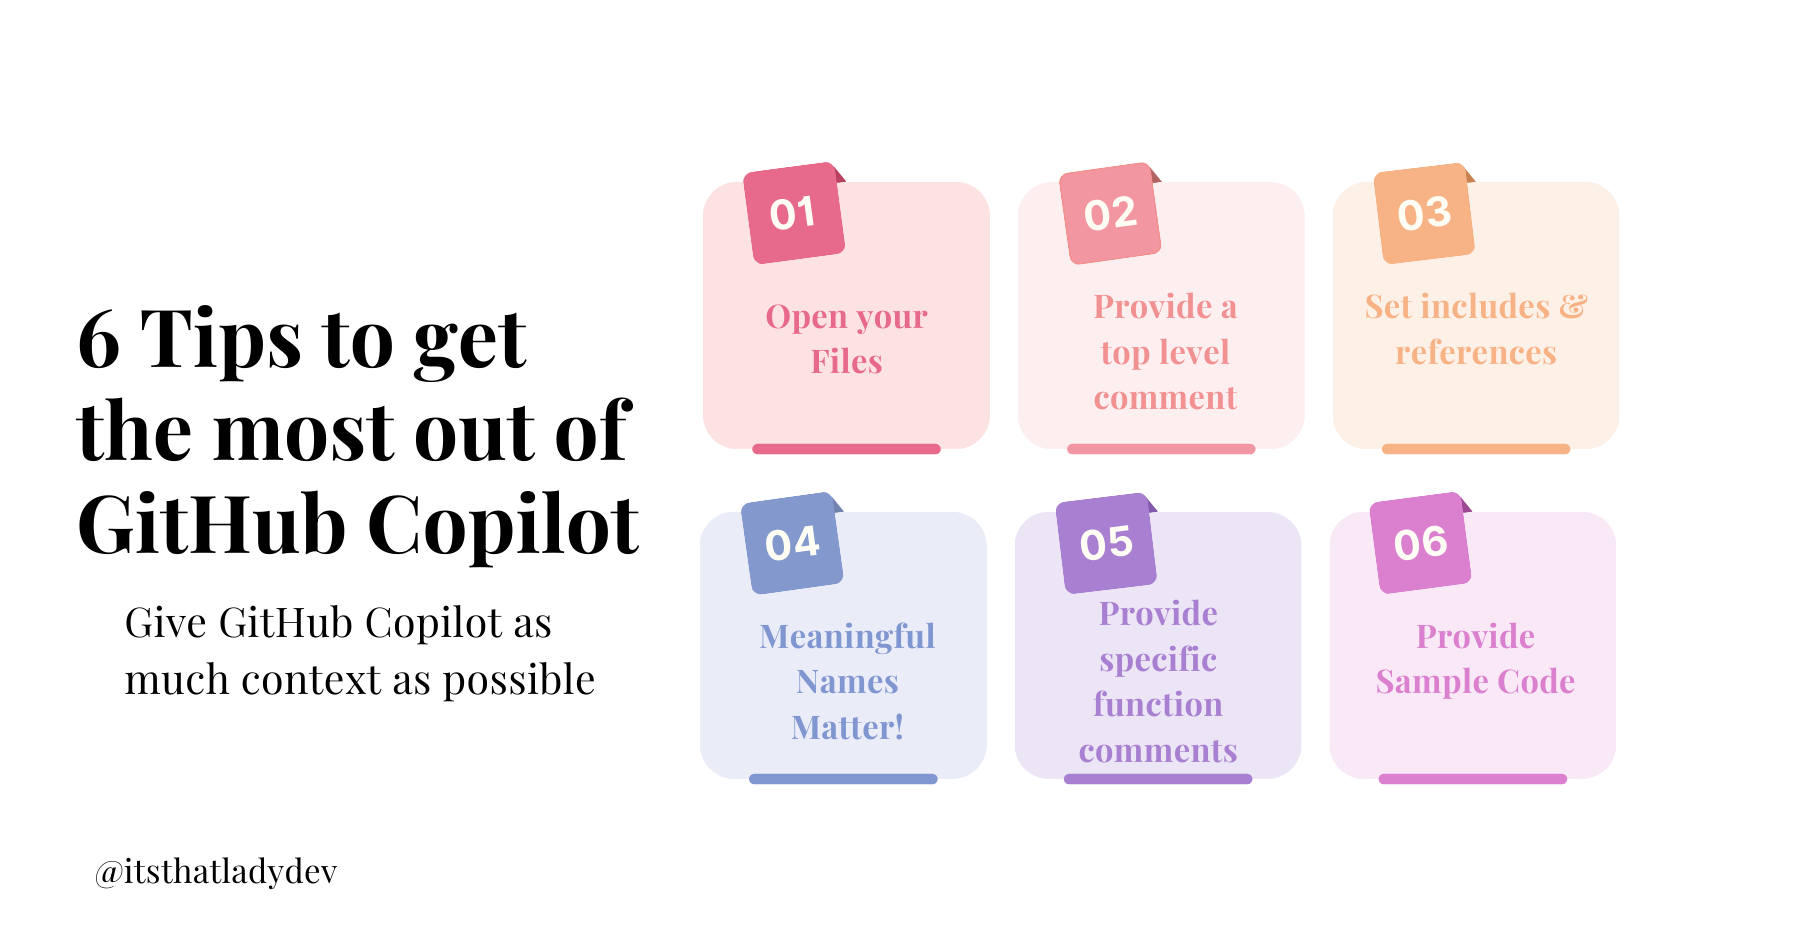 6 Tips to get
the most out of
GitHub Copilot
Give GitHub Copilot as
much context as possible
@itsthatladydev
01
Open your
Files
02
Provide a
top level
comment
03
Set includes &
references
04
Meaningful
Names
Matter!
05
Provide
specific
function
comments
06
Provide
Sample Code